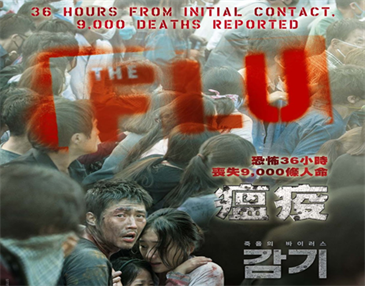 36 HOURS FROM INITIAL CONTACT.
9,000 DEATHS REPORTED
THE
FLU
恐怖36小時
喪失9,000條人命
瘟疫
죽음의 바이러스
감기